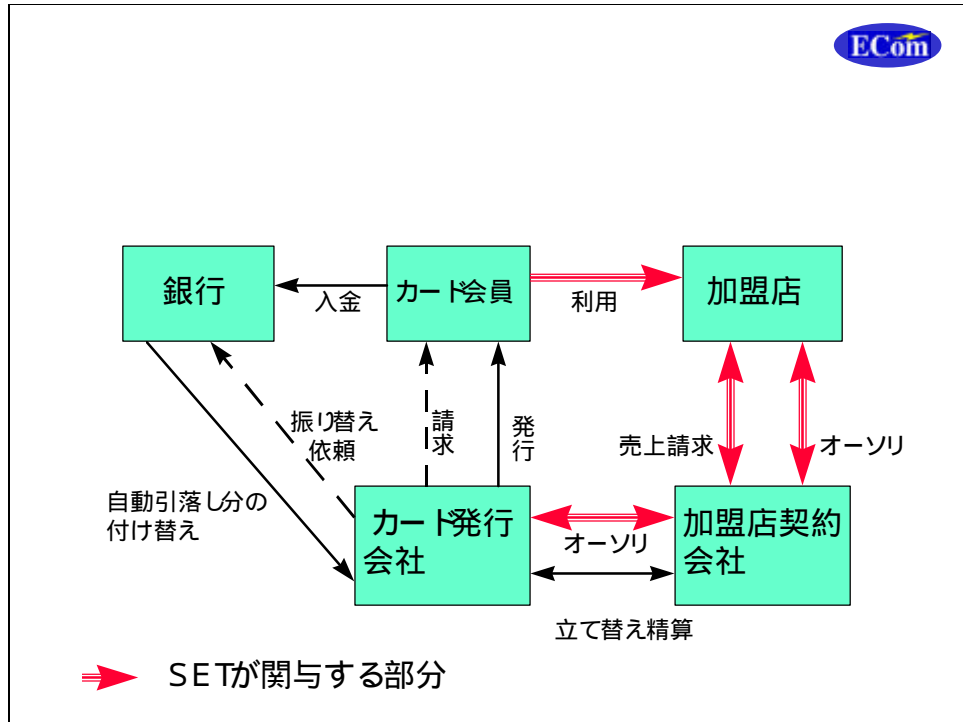 ECom
銀行
カード会員
加盟店
入金
利用
振り替え
依頼
請
求
発
行
売上請求
オーソリ
自動引落し分の
付け替え
カード発行
会社
オーソリ
加盟店契約
会社
立て替え精算
SETが関与する部分